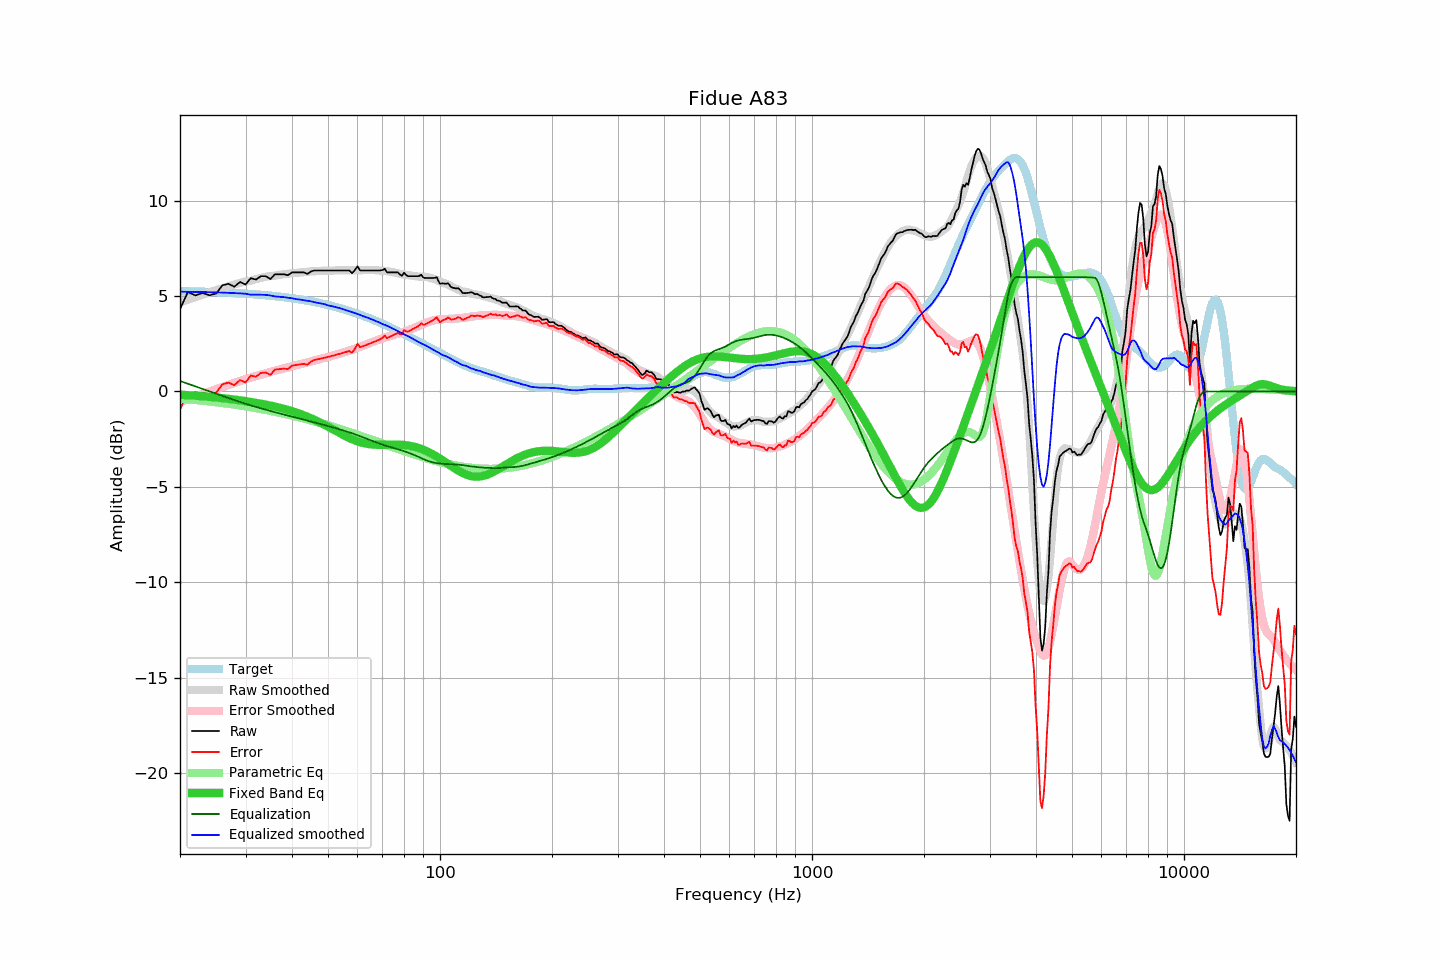 Fidue A83
10
5
0
−5
−10
−15
−20
Amplitude (dBr)
Target
Raw Smoothed
Error Smoothed
Raw
Error
Parametric Eq
Fixed Band Eq
Equalization
Equalized smoothed
100
1000
10000
Frequency (Hz)